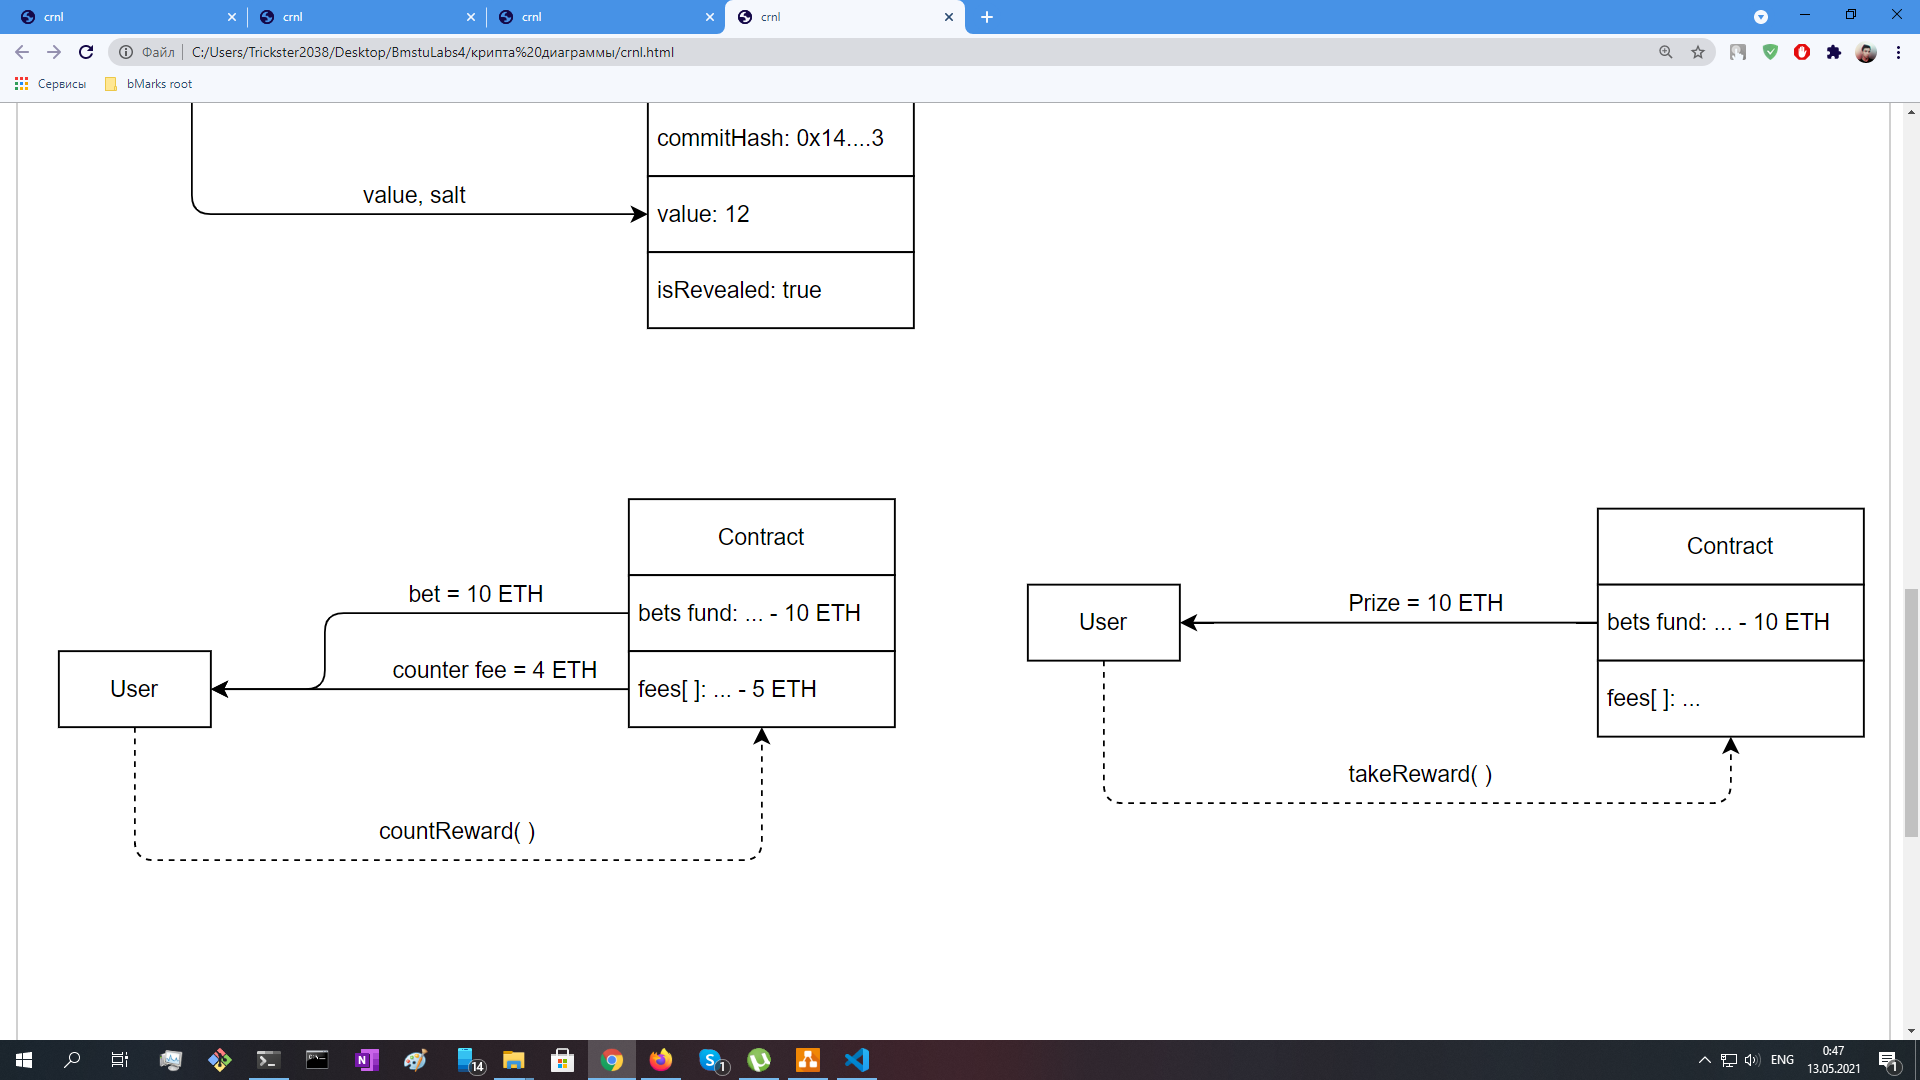 crnl
crnl
crnl
crnl
Файл
C:/Users/Trickster2038/Desktop/BmstuLabs4/крипта%20диаграммы/crnl.html
Сервисы
bMarks root
commitHash: 0x14....3
value, salt
value: 12
isRevealed: true
Contract
bet = 10 ETH
bets fund: ... - 10 ETH
counter fee = 4 ETH
User
fees[ ]: ... - 5 ETH
countReward( )
Contract
Prize = 10 ETH
User
bets fund: ... - 10 ETH
fees[ ]: ...
takeReward( )
N
14
S
1
ENG
0:47
13.05.2021
1